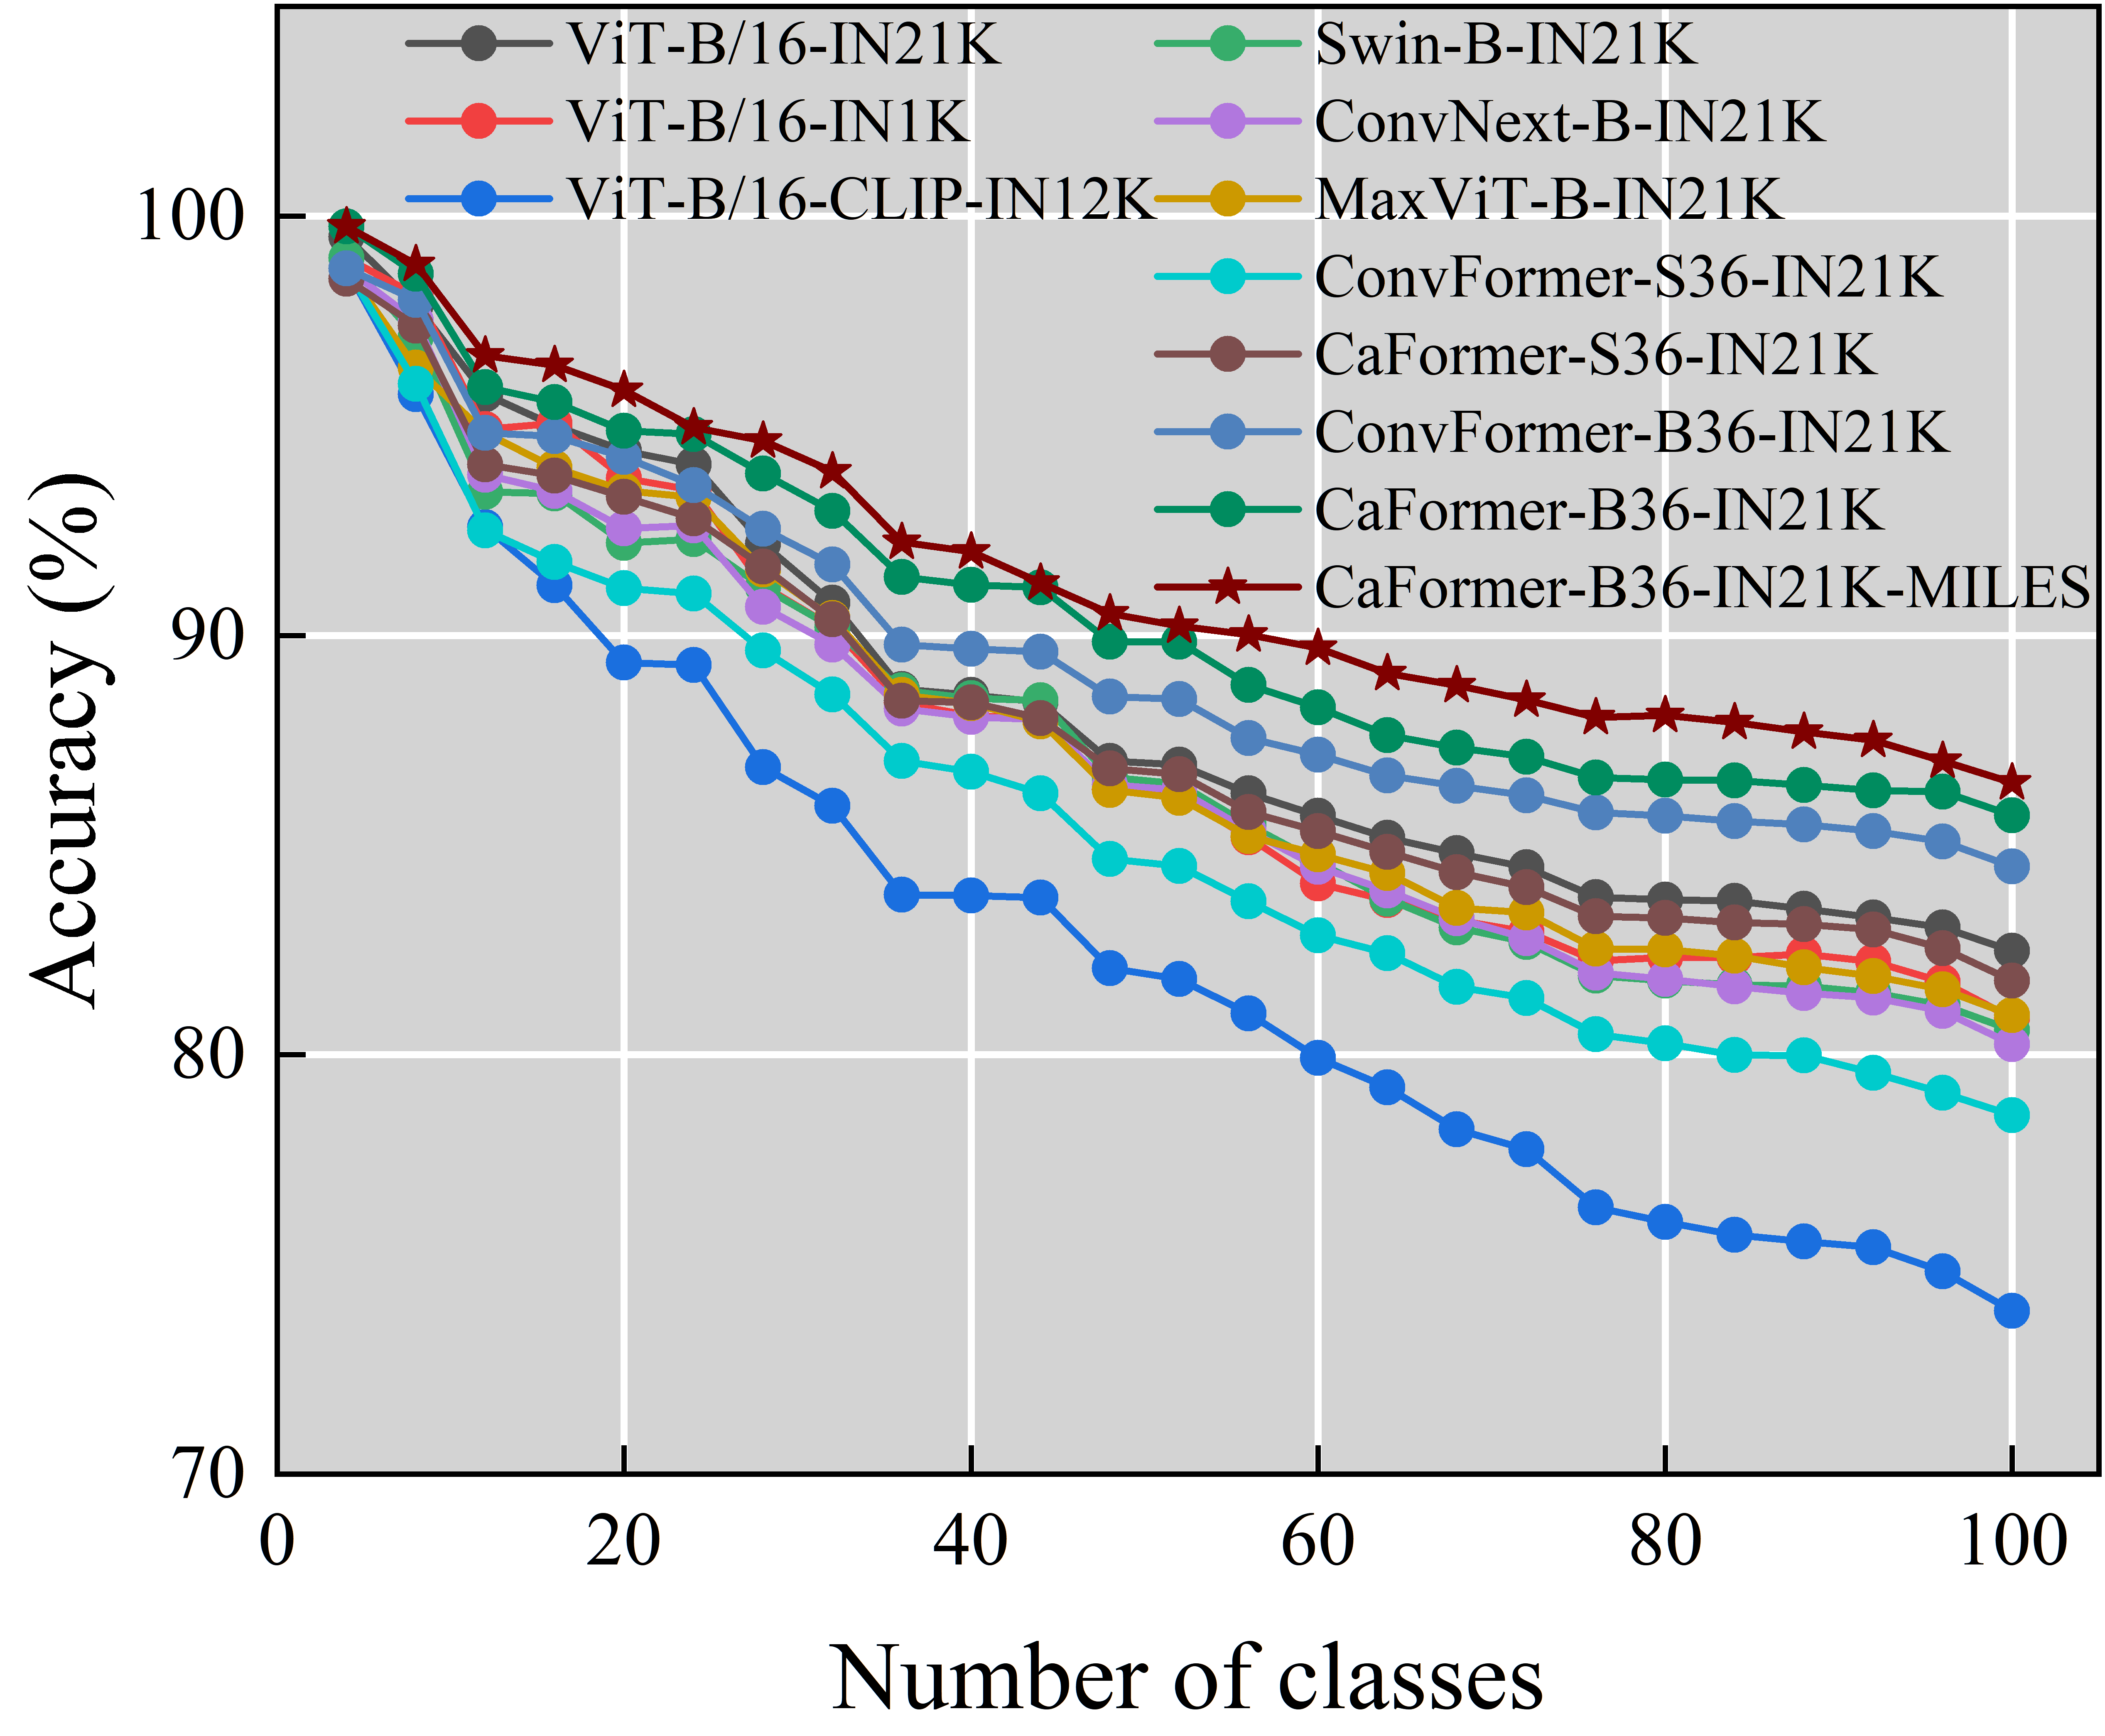 ViT-B/16-IN21K
ViT-B/16-IN1K
ViT-B/16-CLIP-IN12K
Swin-B-IN21K
ConvNext-B-IN21K
MaxViT-B-IN21K
ConvFormer-S36-IN21K
CaFormer-S36-IN21K
ConvFormer-B36-IN21K
CaFormer-B36-IN21K
CaFormer-B36-IN21K-MILES
Accuracy (%)
100
90
80
70
0 20 40 60 80 100
Number of classes